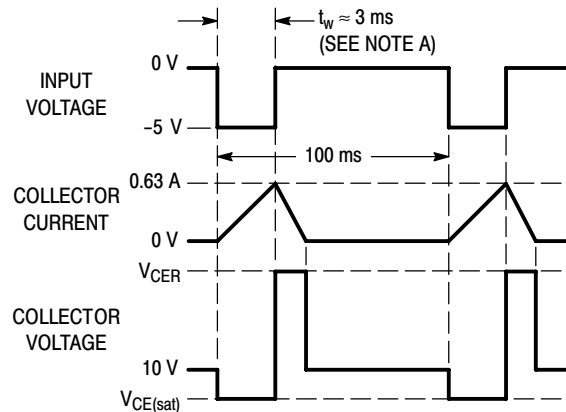 t_w ≈ 3 ms
(SEE NOTE A)
INPUT
VOLTAGE
0 V
−5 V
100 ms
COLLECTOR
CURRENT
0.63 A
0 V
V_CER
COLLECTOR
VOLTAGE
10 V
V_CE(sat)